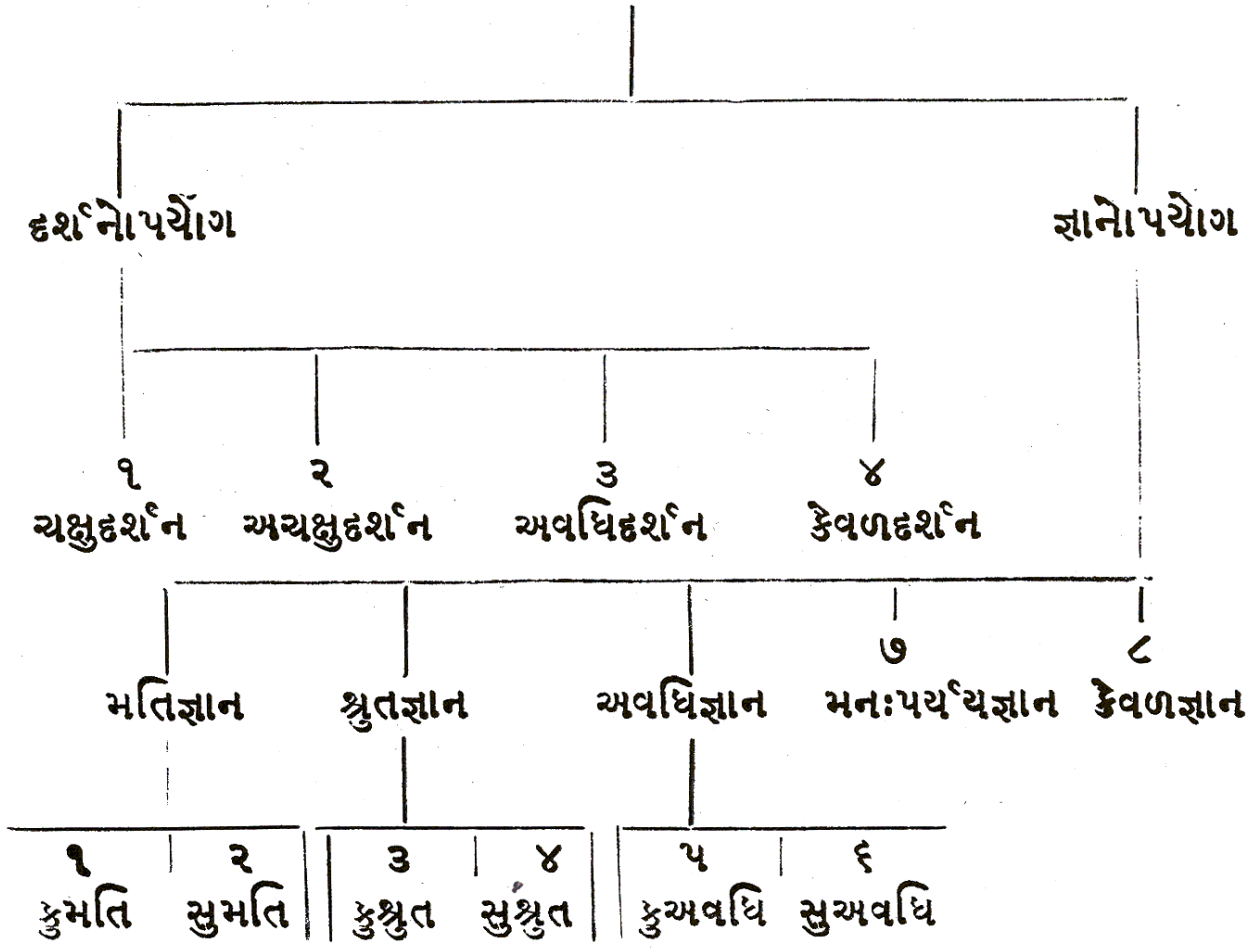 દર્શનોપયોગ જ્ઞાનોપયોગ
૧ ૨ ૩ ૪
ચક્ષુદર્શન અચક્ષુદર્શન અવધિદર્શન કેવળદર્શન
૭ ૮
મતિજ્ઞાન શ્રુતજ્ઞાન અવધિજ્ઞાન મનઃપર્યયજ્ઞાન કેવળજ્ઞાન
૧ ૨ ૩ ૪ ૫ ૬
કુમતિ સુમતિ કુશ્રુત સુશ્રુત કુઅવધિ સુઅવધિ